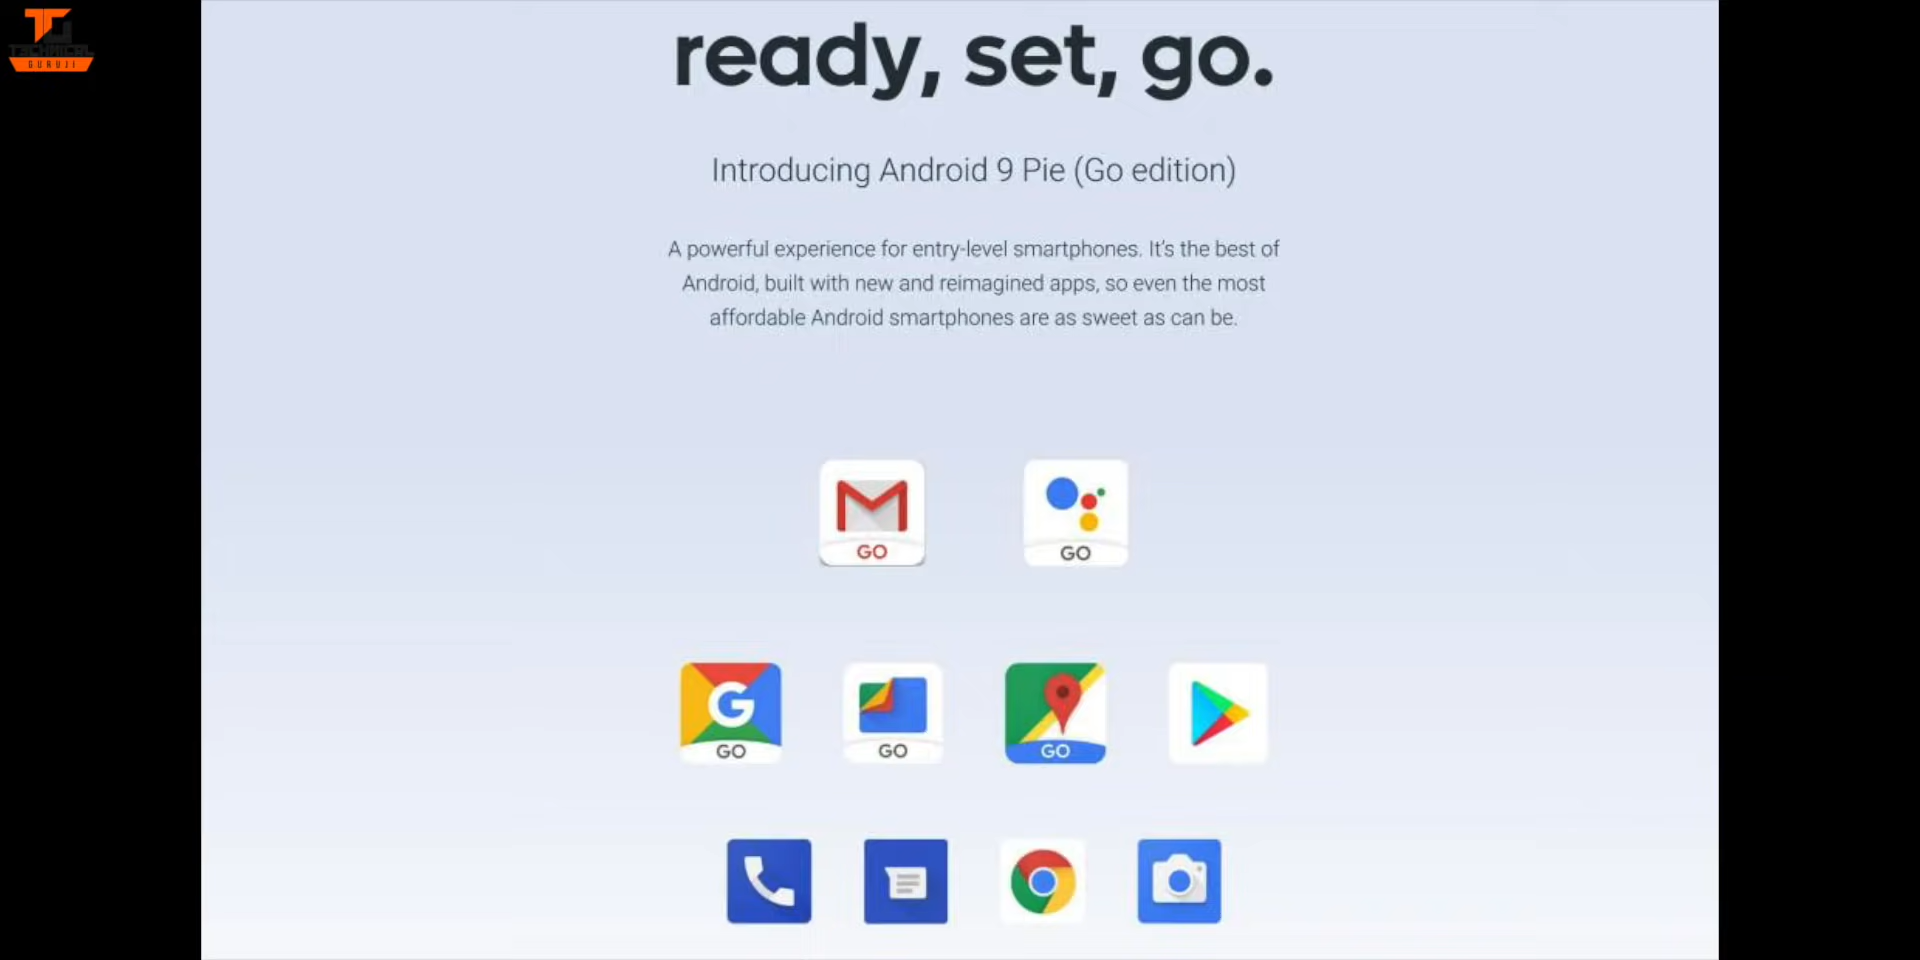 TECHNICAL
GURUJI
ready, set, go.
Introducing Android 9 Pie (Go edition)
A powerful experience for entry-level smartphones. It's the best of
Android, built with new and reimagined apps, so even the most
affordable Android smartphones are as sweet as can be.
GO
GO
GO
GO
GO